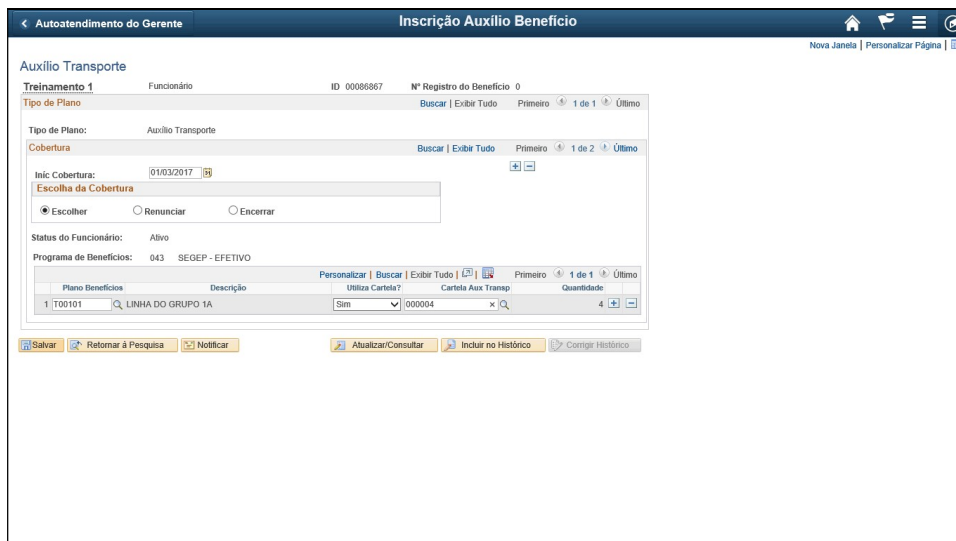 Autoatendimento do Gerente
Inscrição Auxílio Benefício
Nova Janela | Personalizar Página |
Auxílio Transporte
Treinamento 1 Funcionário ID 00086867 Nº Registro do Benefício 0
Tipo de Plano Buscar | Exibir Tudo Primeiro 1 de 1 Último
Tipo de Plano: Auxílio Transporte
Cobertura Buscar | Exibir Tudo Primeiro 1 de 2 Último
Iníc Cobertura: 01/03/2017
Escolha da Cobertura
Escolher Renunciar Encerrar
Status do Funcionário: Ativo
Programa de Benefícios: 043 SEGEP - EFETIVO
Personalizar | Buscar | Exibir Tudo | | Primeiro 1 de 1 Último
Plano Benefícios Descrição Utiliza Cartela? Cartela Aux Transp Quantidade
1 T00101 LINHA DO GRUPO 1A Sim 000004 x 4
Salvar Retornar à Pesquisa Notificar Atualizar/Consultar Incluir no Histórico Corrigir Histórico